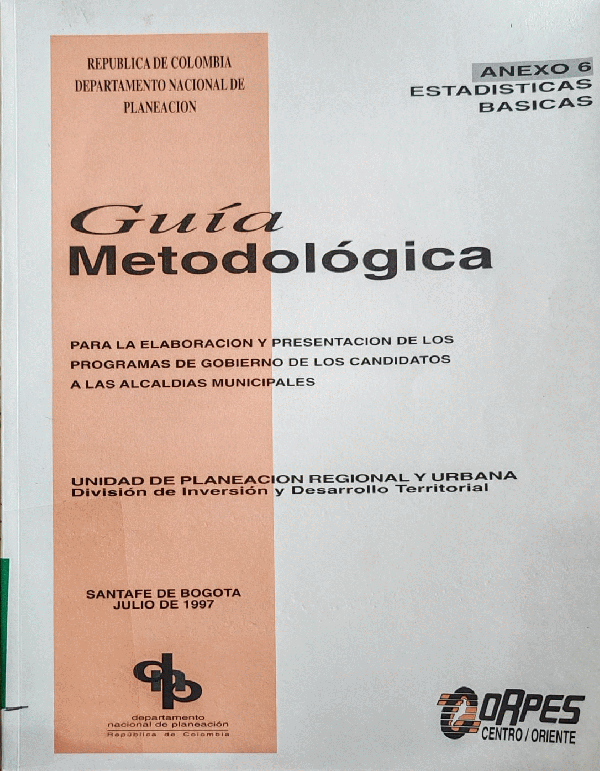 REPUBLICA DE COLOMBIA
DEPARTAMENTO NACIONAL DE
PLANEACION
ANEXO 6
ESTADISTICAS
BASICAS
Guía
Metodológica
PARA LA ELABORACION Y PRESENTACION DE LOS
PROGRAMAS DE GOBIERNO DE LOS CANDIDATOS
A LAS ALCALDIAS MUNICIPALES
UNIDAD DE PLANEACION REGIONAL Y URBANA
División de Inversión y Desarrollo Territorial
SANTAFE DE BOGOTA
JULIO DE 1997
dnp
departamento
nacional de planeación
República de Colombia
CORPES
CENTRO / ORIENTE